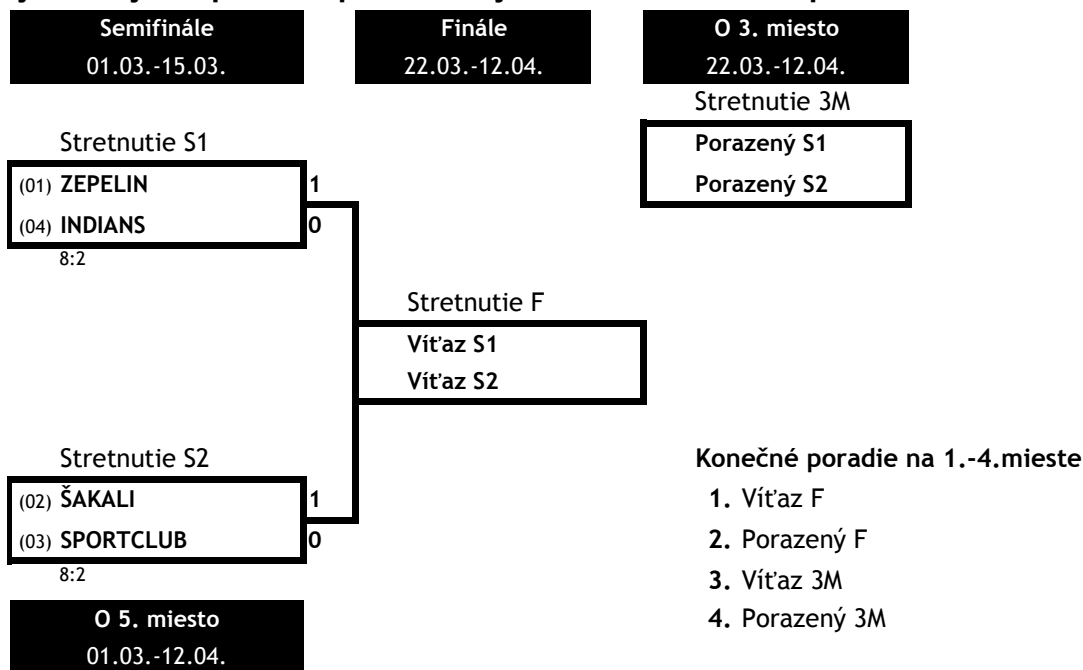 Semifinále
01.03.-15.03.
Finále
22.03.-12.04.
O 3. miesto
22.03.-12.04.
Stretnutie 3M
Porazený S1
Porazený S2
Stretnutie S1
(01) ZEPELIN 1
(04) INDIANS 0
8:2
Stretnutie F
Víťaz S1
Víťaz S2
Stretnutie S2
(02) ŠAKALI 1
(03) SPORTCLUB 0
8:2
Konečné poradie na 1.-4.mieste
1. Víťaz F
2. Porazený F
3. Víťaz 3M
4. Porazený 3M
O 5. miesto
01.03.-12.04.